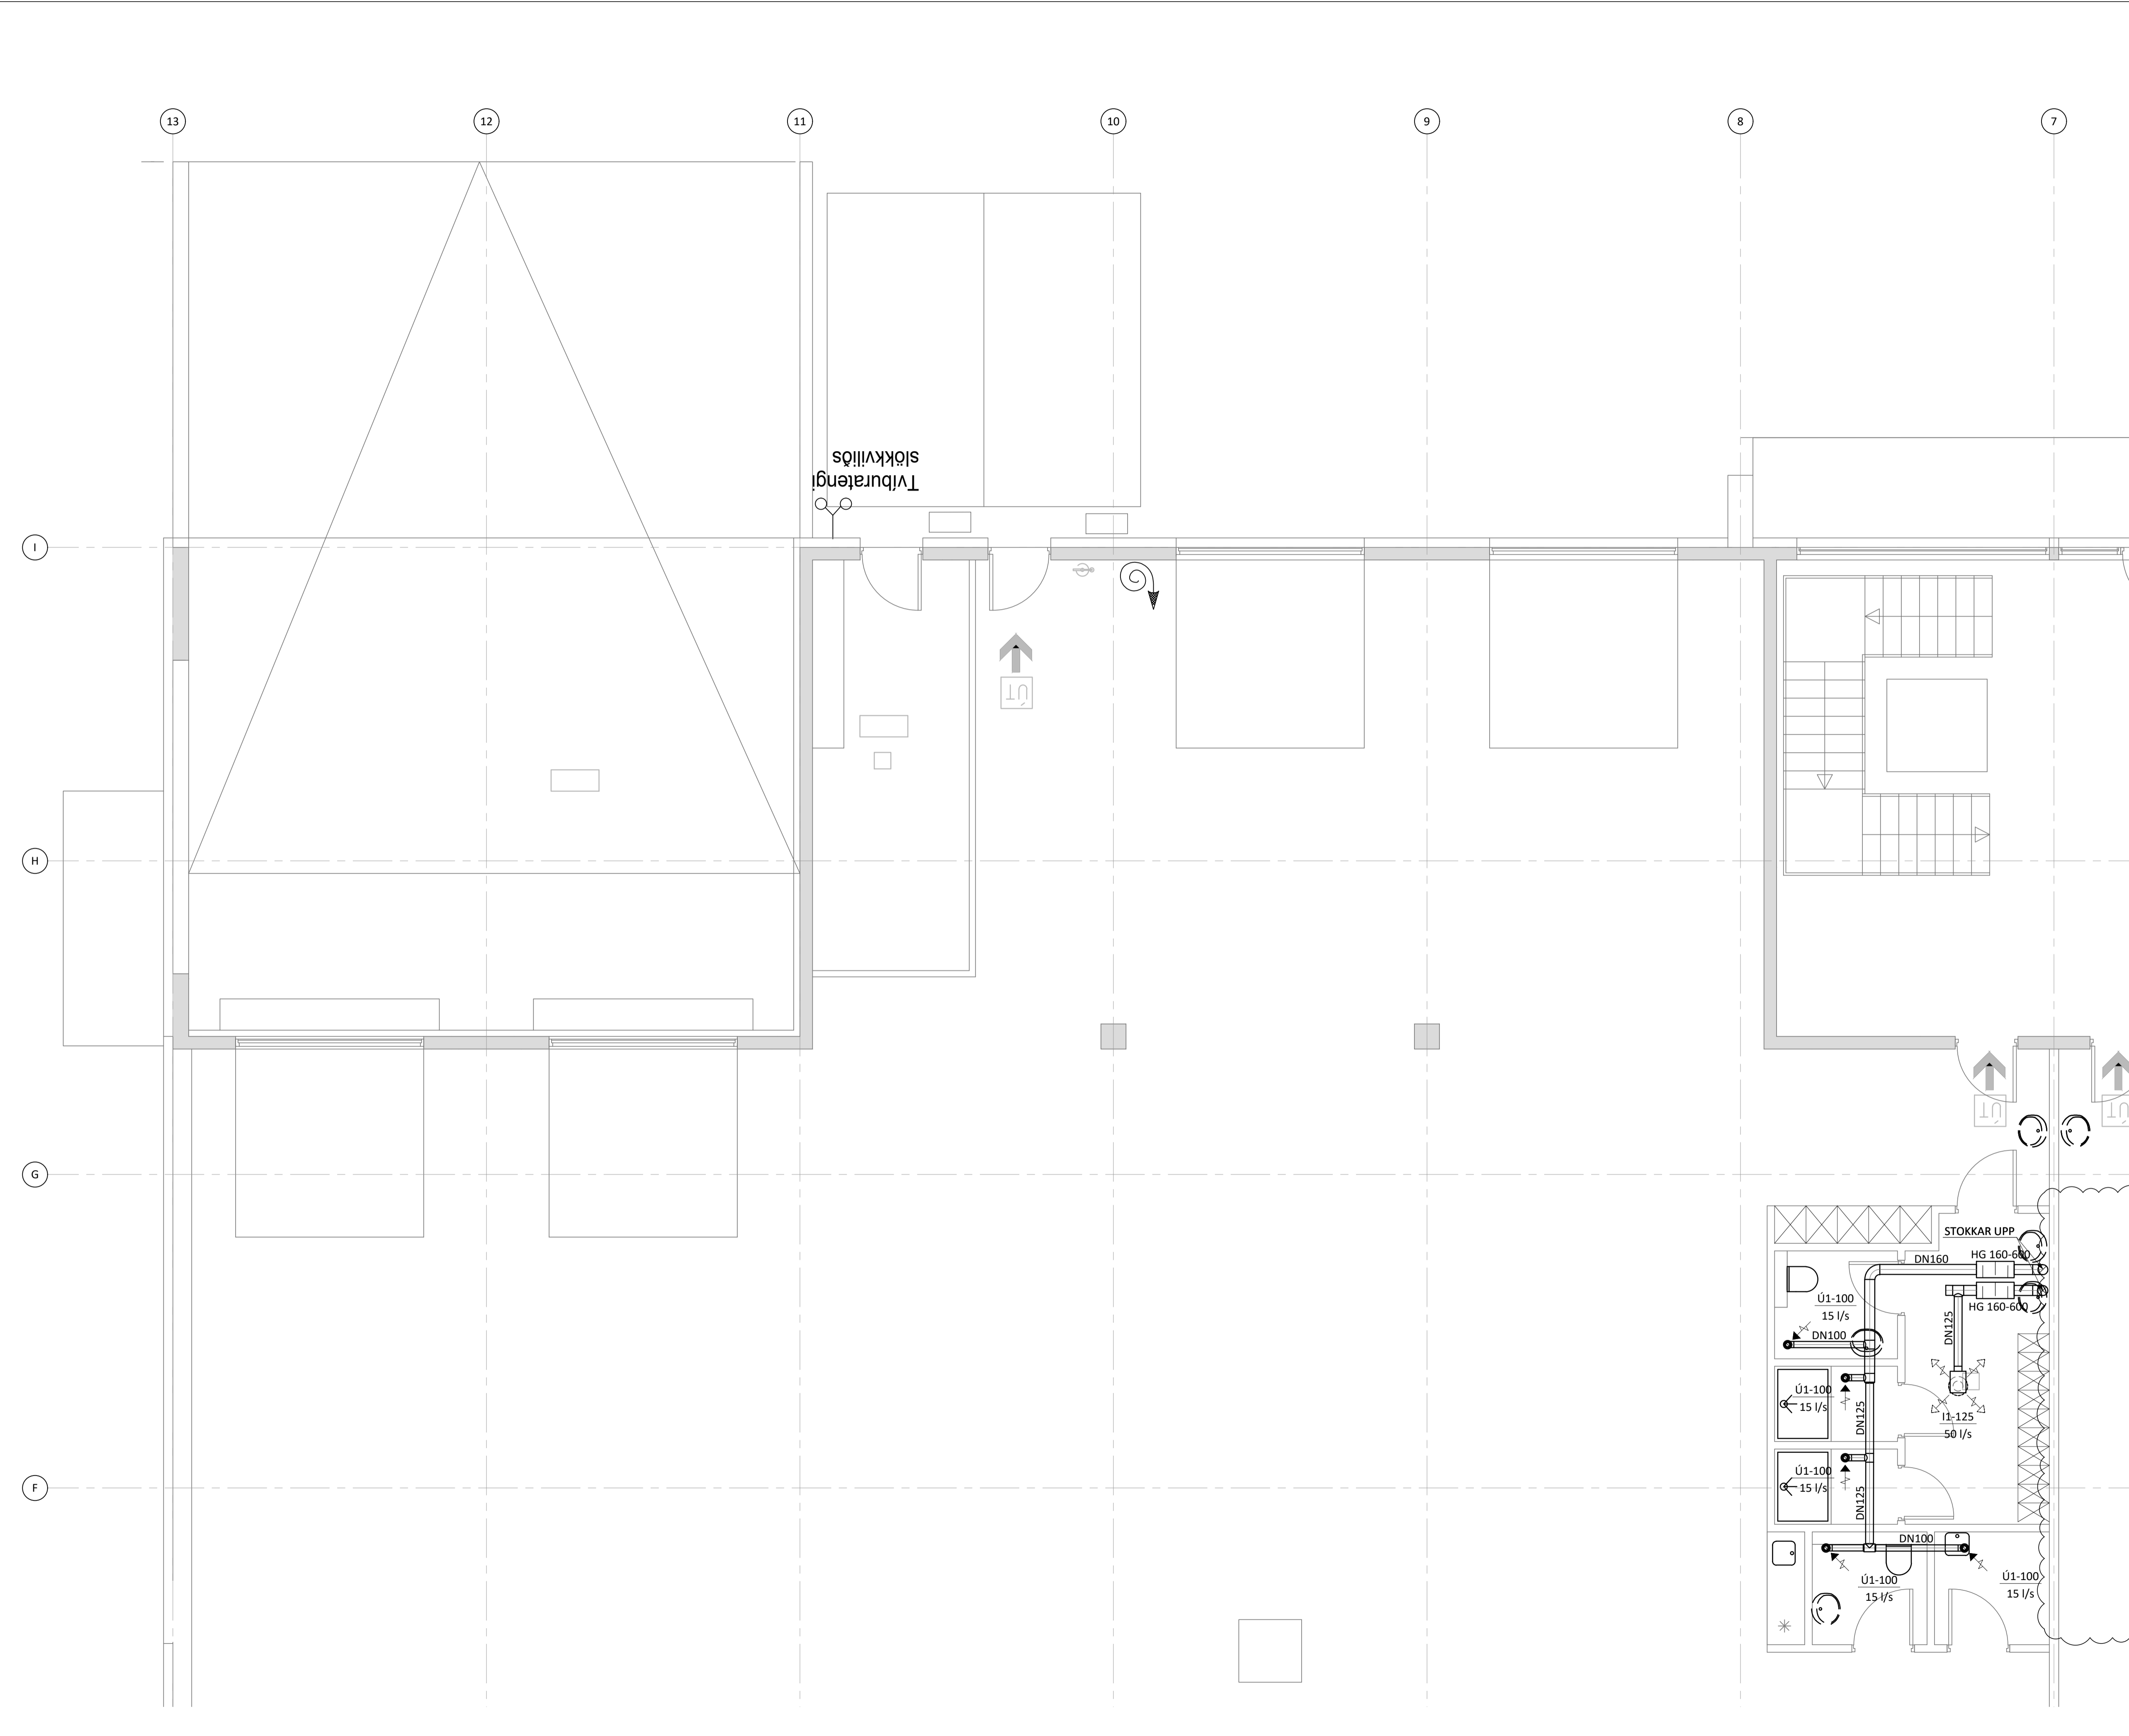 13
12
11
10
9
8
7
Tvíburatengi
slökkviliðs
I
ÚT
H
ÚT
ÚT
G
STOKKAR UPP
DN160
HG 160-600
HG 160-600
Ú1-100
15 l/s
DN100
DN125
Ú1-100
15 l/s
DN125
I1-125
50 l/s
F
Ú1-100
15 l/s
DN125
DN100
Ú1-100
15 l/s
Ú1-100
15 l/s